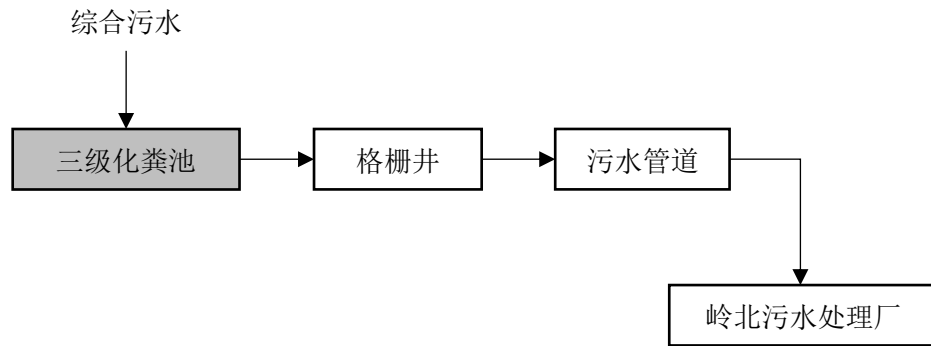 综合污水
三级化粪池
格栅井
污水管道
岭北污水处理厂